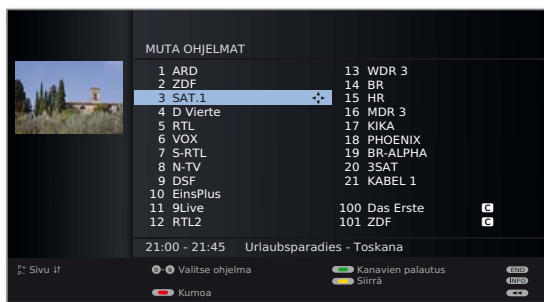 MUTA OHJELMAT
1 ARD
2 ZDF
3 SAT.1
4 D Vierte
5 RTL
6 VOX
7 S-RTL
8 N-TV
9 DSF
10 EinsPlus
11 9Live
12 RTL2
13 WDR 3
14 BR
15 HR
16 MDR 3
17 KIKA
18 PHOENIX
19 BR-ALPHA
20 3SAT
21 KABEL 1
100 Das Erste C
101 ZDF C
21:00 - 21:45 Urlaubsparadies - Toskana
P+ P- Sivu
0-9 Valitse ohjelma
Kumoa
Kanavien palautus
Siirrä
END
INFO